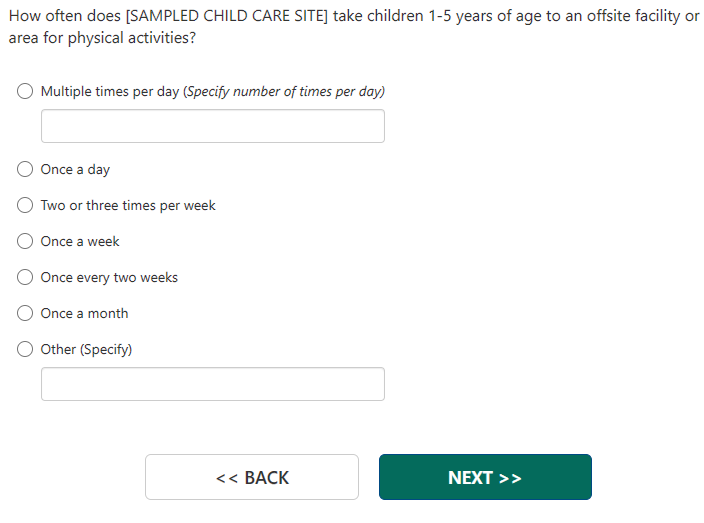 How often does [SAMPLED CHILD CARE SITE] take children 1-5 years of age to an offsite facility or
area for physical activities?
Multiple times per day (Specify number of times per day)
Once a day
Two or three times per week
Once a week
Once every two weeks
Once a month
Other (Specify)
<< BACK
NEXT >>